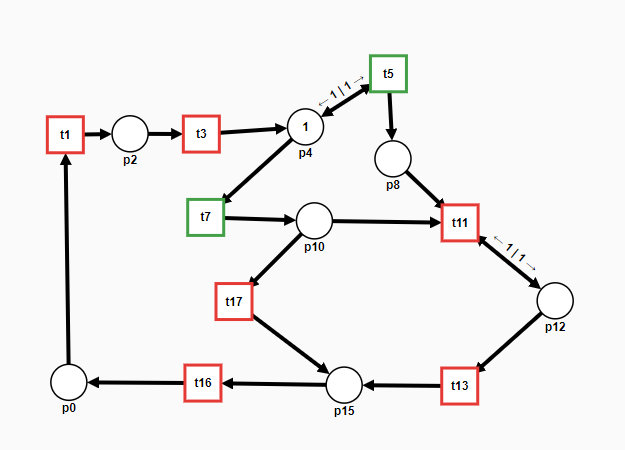 t5
← 1 | 1 →
t1
p2
t3
1
p4
p8
t7
p10
t11
← 1 | 1 →
t17
p12
p0
t16
p15
t13